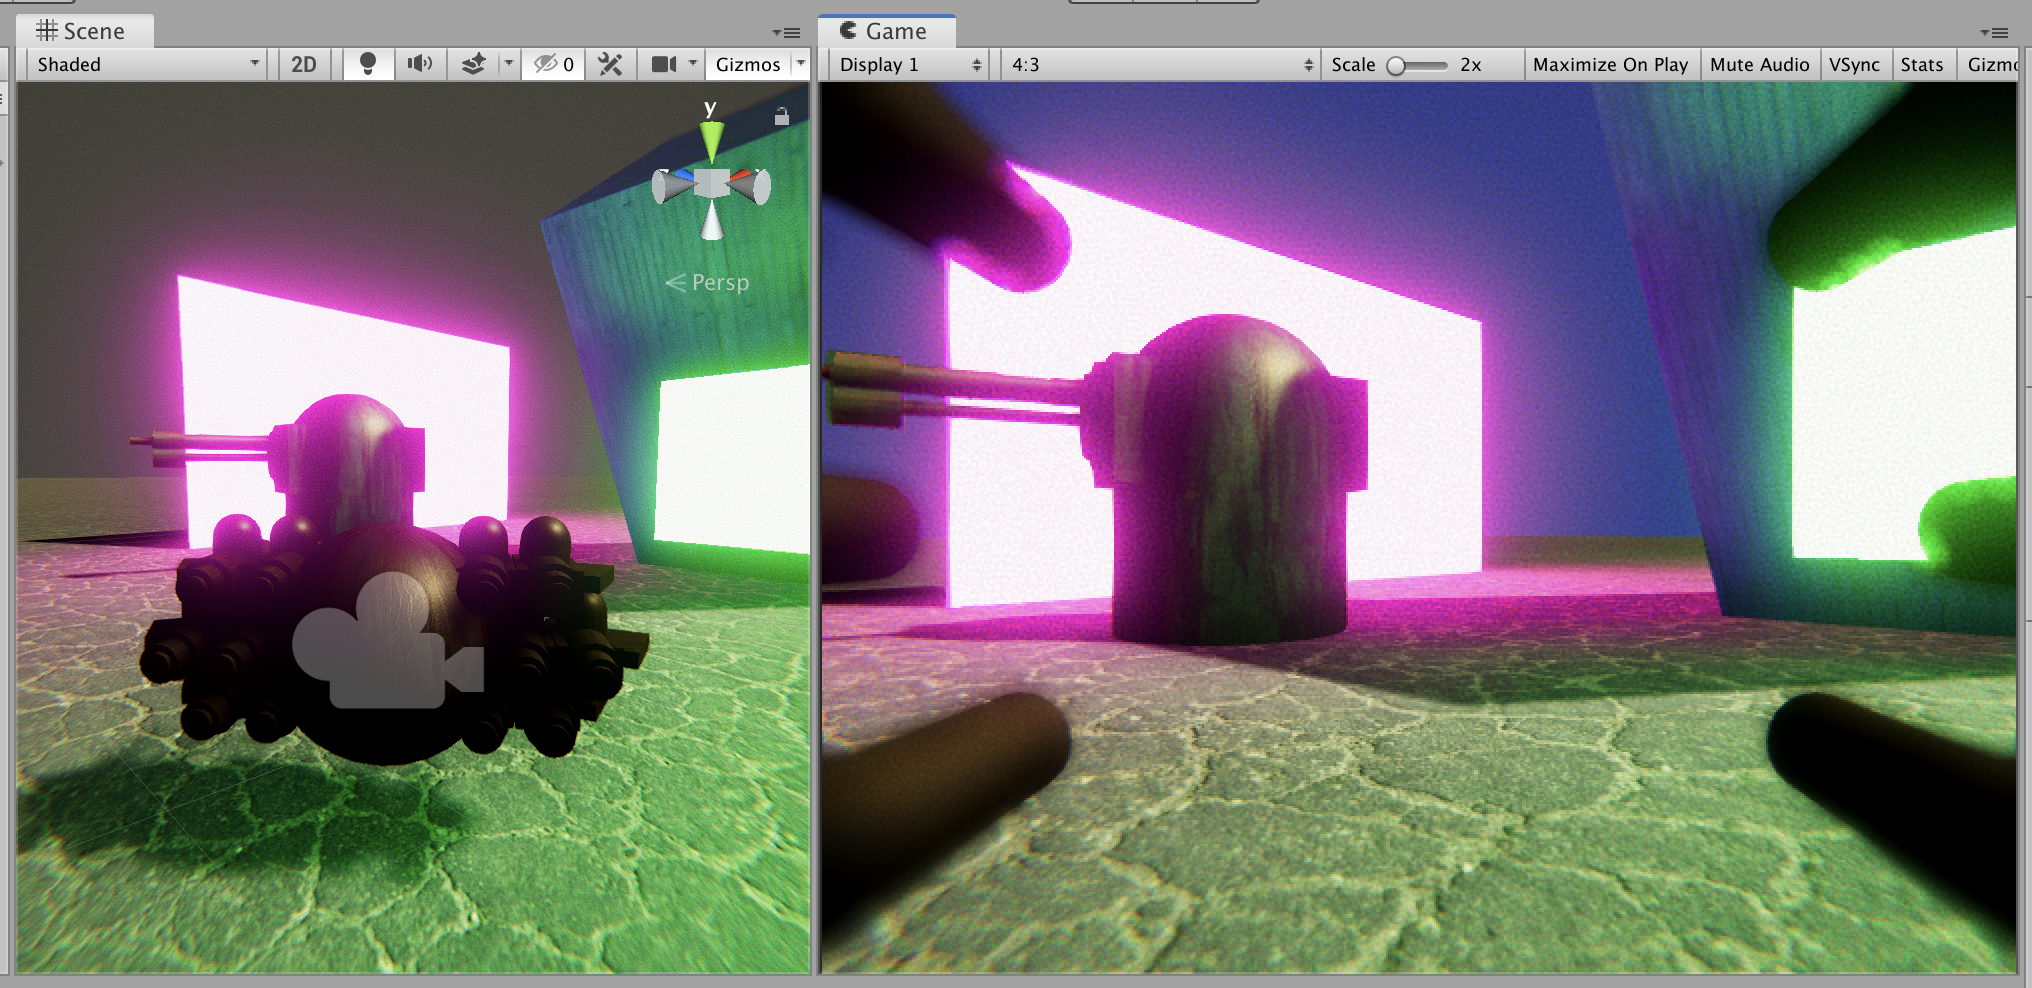 Scene
Game
Shaded
2D
0
Gizmos
Display 1
4:3
Scale
2x
Maximize On Play
Mute Audio
VSync
Stats
Gizmo
y
Persp